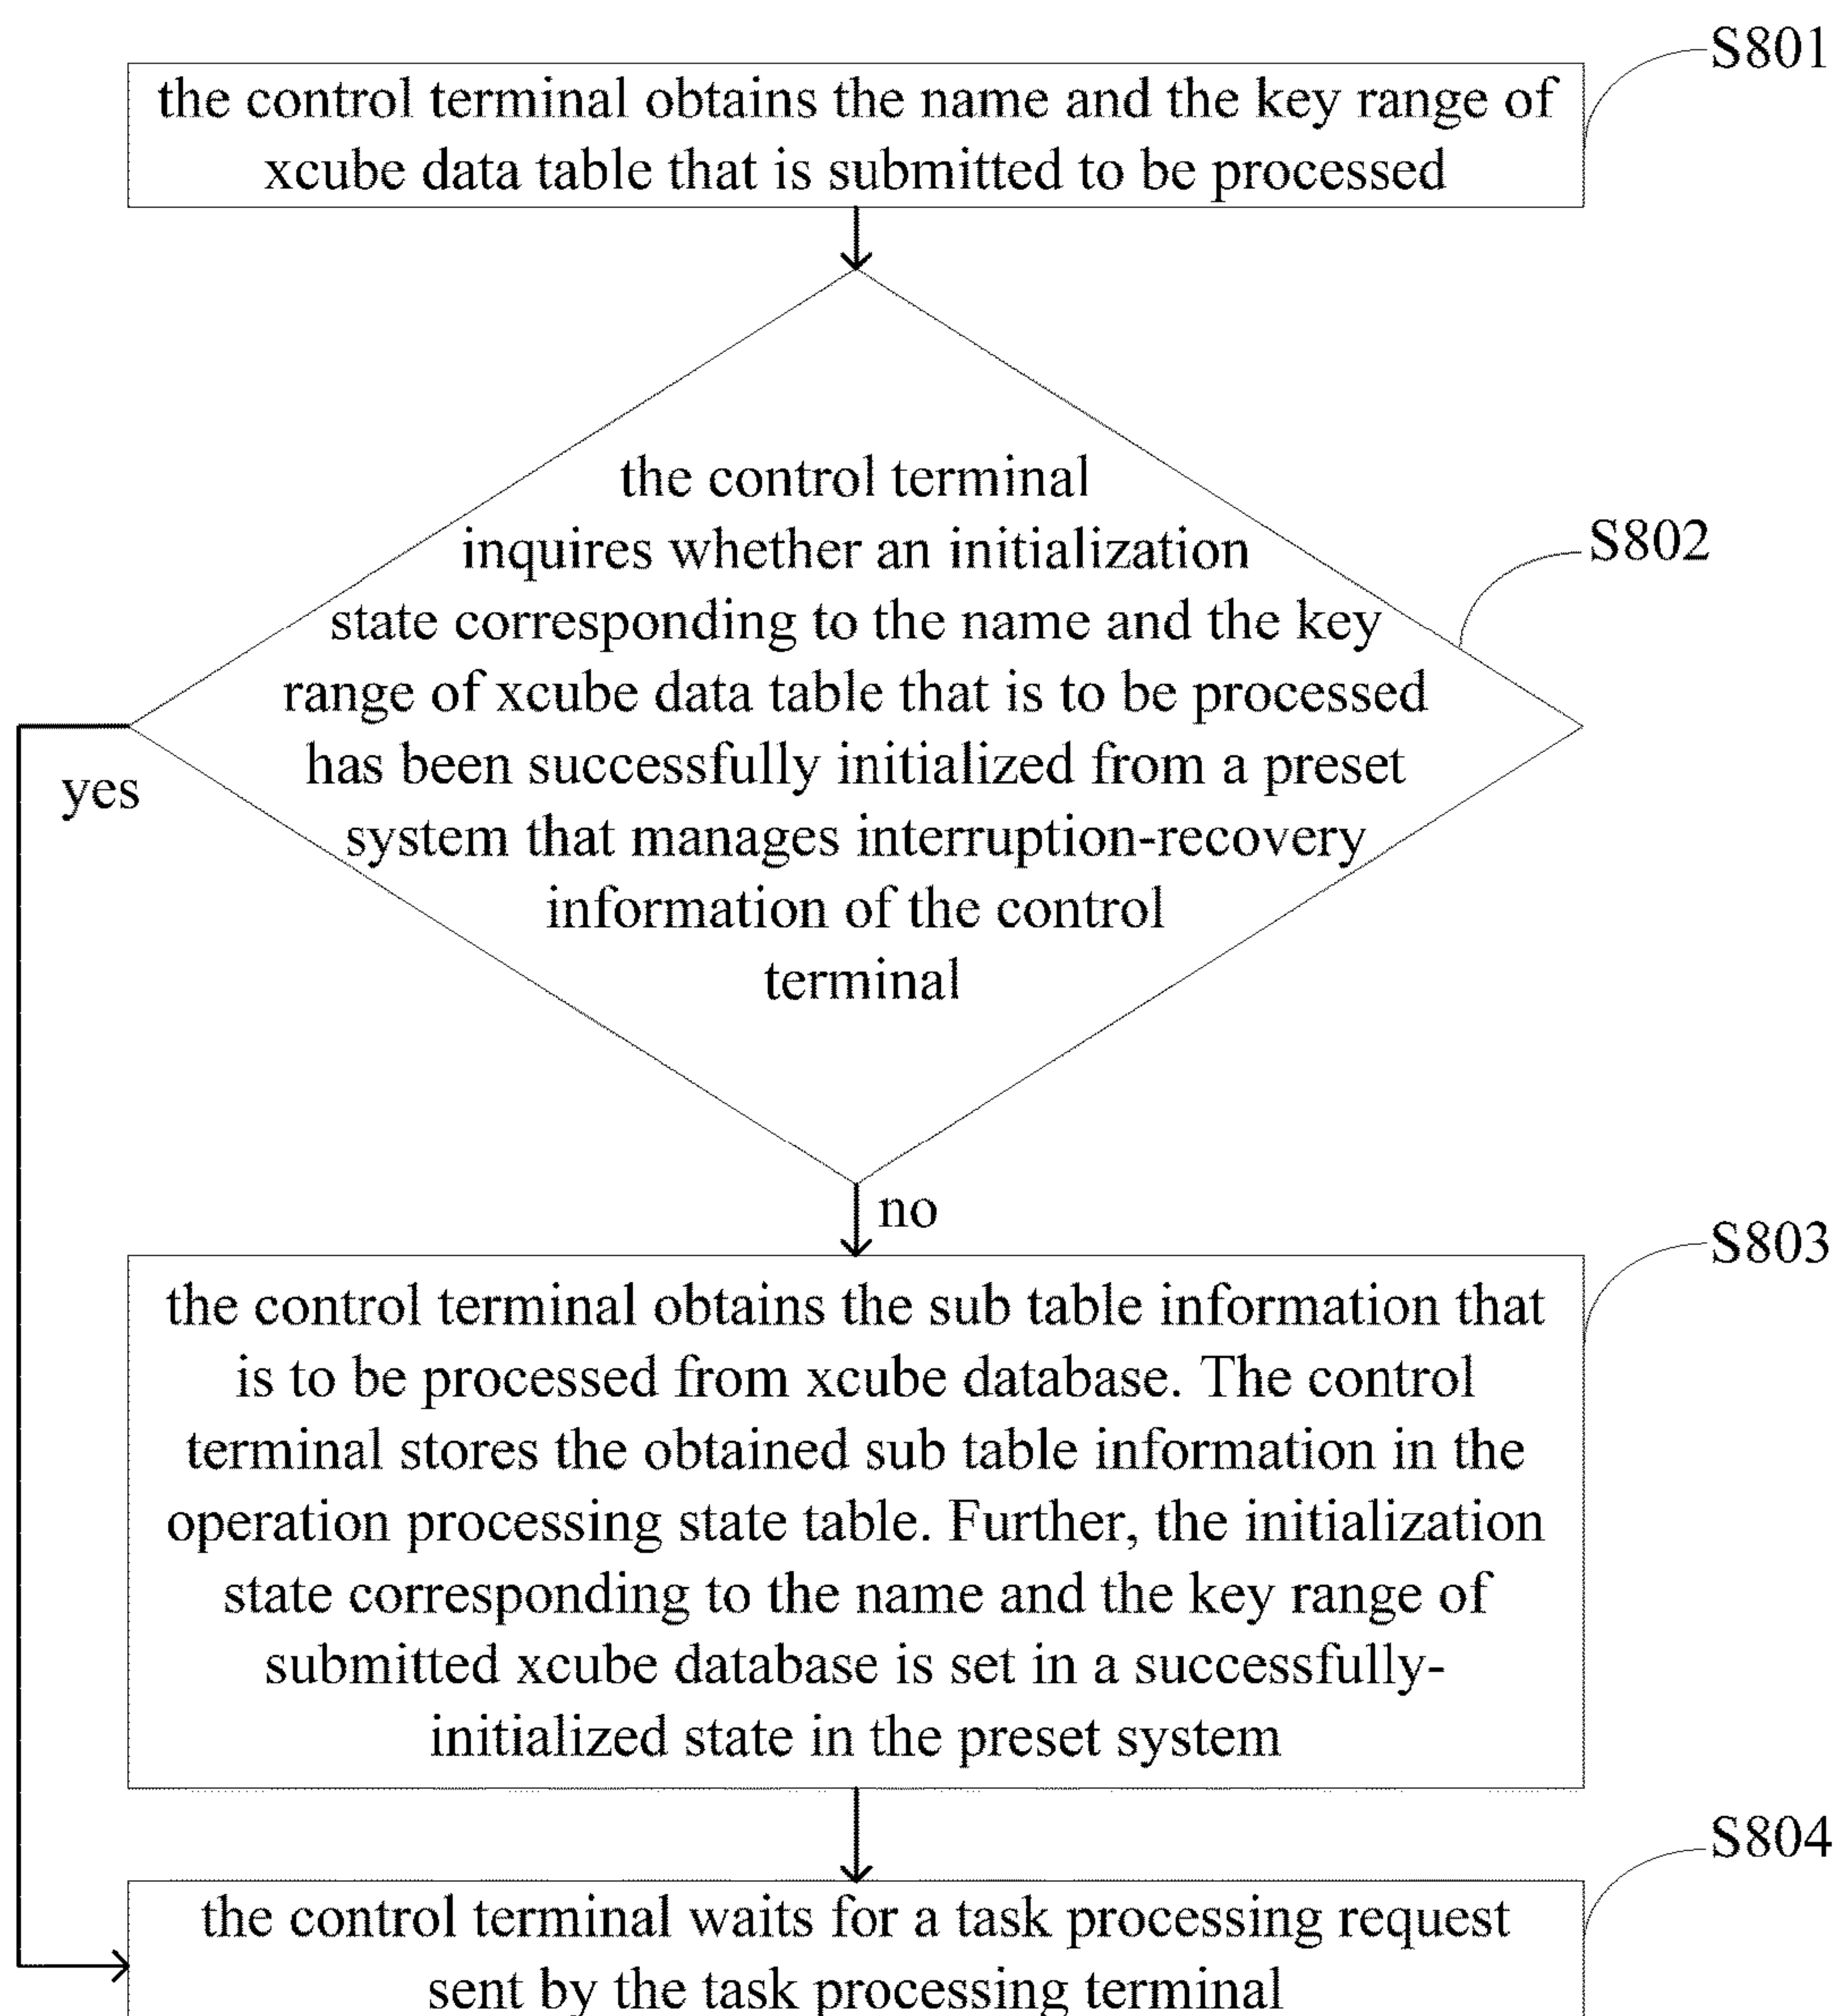 S801
the control terminal obtains the name and the key range of
xcube data table that is submitted to be processed
the control terminal
inquires whether an initialization
S802
state corresponding to the name and the key
range of xcube data table that is to be processed
has been successfully initialized from a preset
yes
system that manages interruption-recovery
information of the control
terminal
no
S803
the control terminal obtains the sub table information that
is to be processed from xcube database. The control
terminal stores the obtained sub table information in the
operation processing state table. Further, the initialization
state corresponding to the name and the key range of
submitted xcube database is set in a successfully-
initialized state in the preset system
S804
the control terminal waits for a task processing request
sent by the task processing terminal